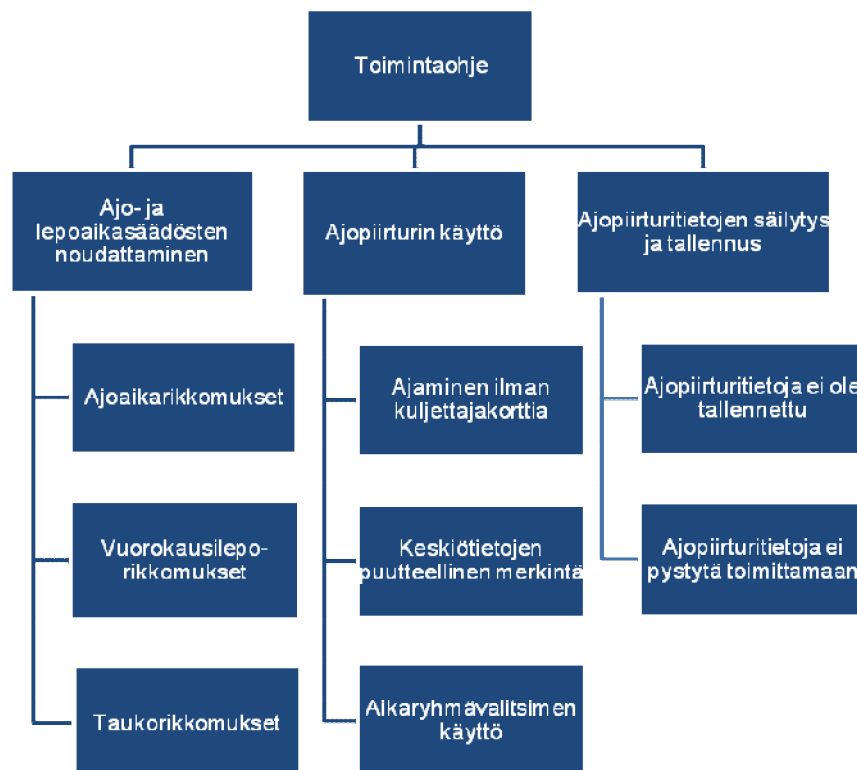 Toimintaohje
Ajo- ja
lepoaikasäädösten
noudattaminen
Ajopiirturin käyttö
Ajopiirturitietojen säilytys
ja tallennus
Ajoaikarikkomukset
Vuorokausilepo-
rikkomukset
Taukorikkomukset
Ajaminen ilman
kuljettajakorttia
Keskiötietojen
puutteellinen merkintä
Aikaryhmävalitsimen
käyttö
Ajopiirturitietoja ei ole
tallennettu
Ajopiirturitietoja ei
pystytä toimittamaan